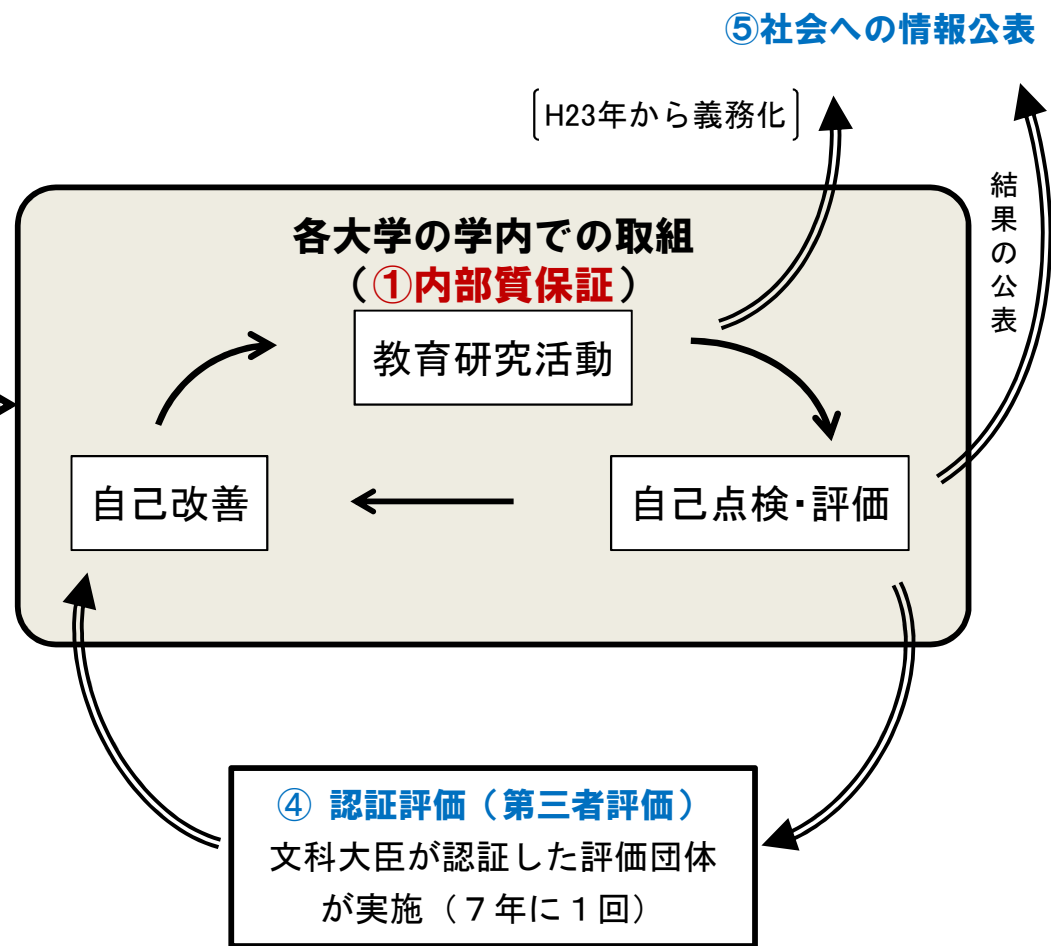 ⑤社会への情報公表
[H23年から義務化]
結果の公表
各大学の学内での取組
（①内部質保証）
教育研究活動
自己改善
自己点検・評価
④ 認証評価（第三者評価）
文科大臣が認証した評価団体
が実施（７年に１回）